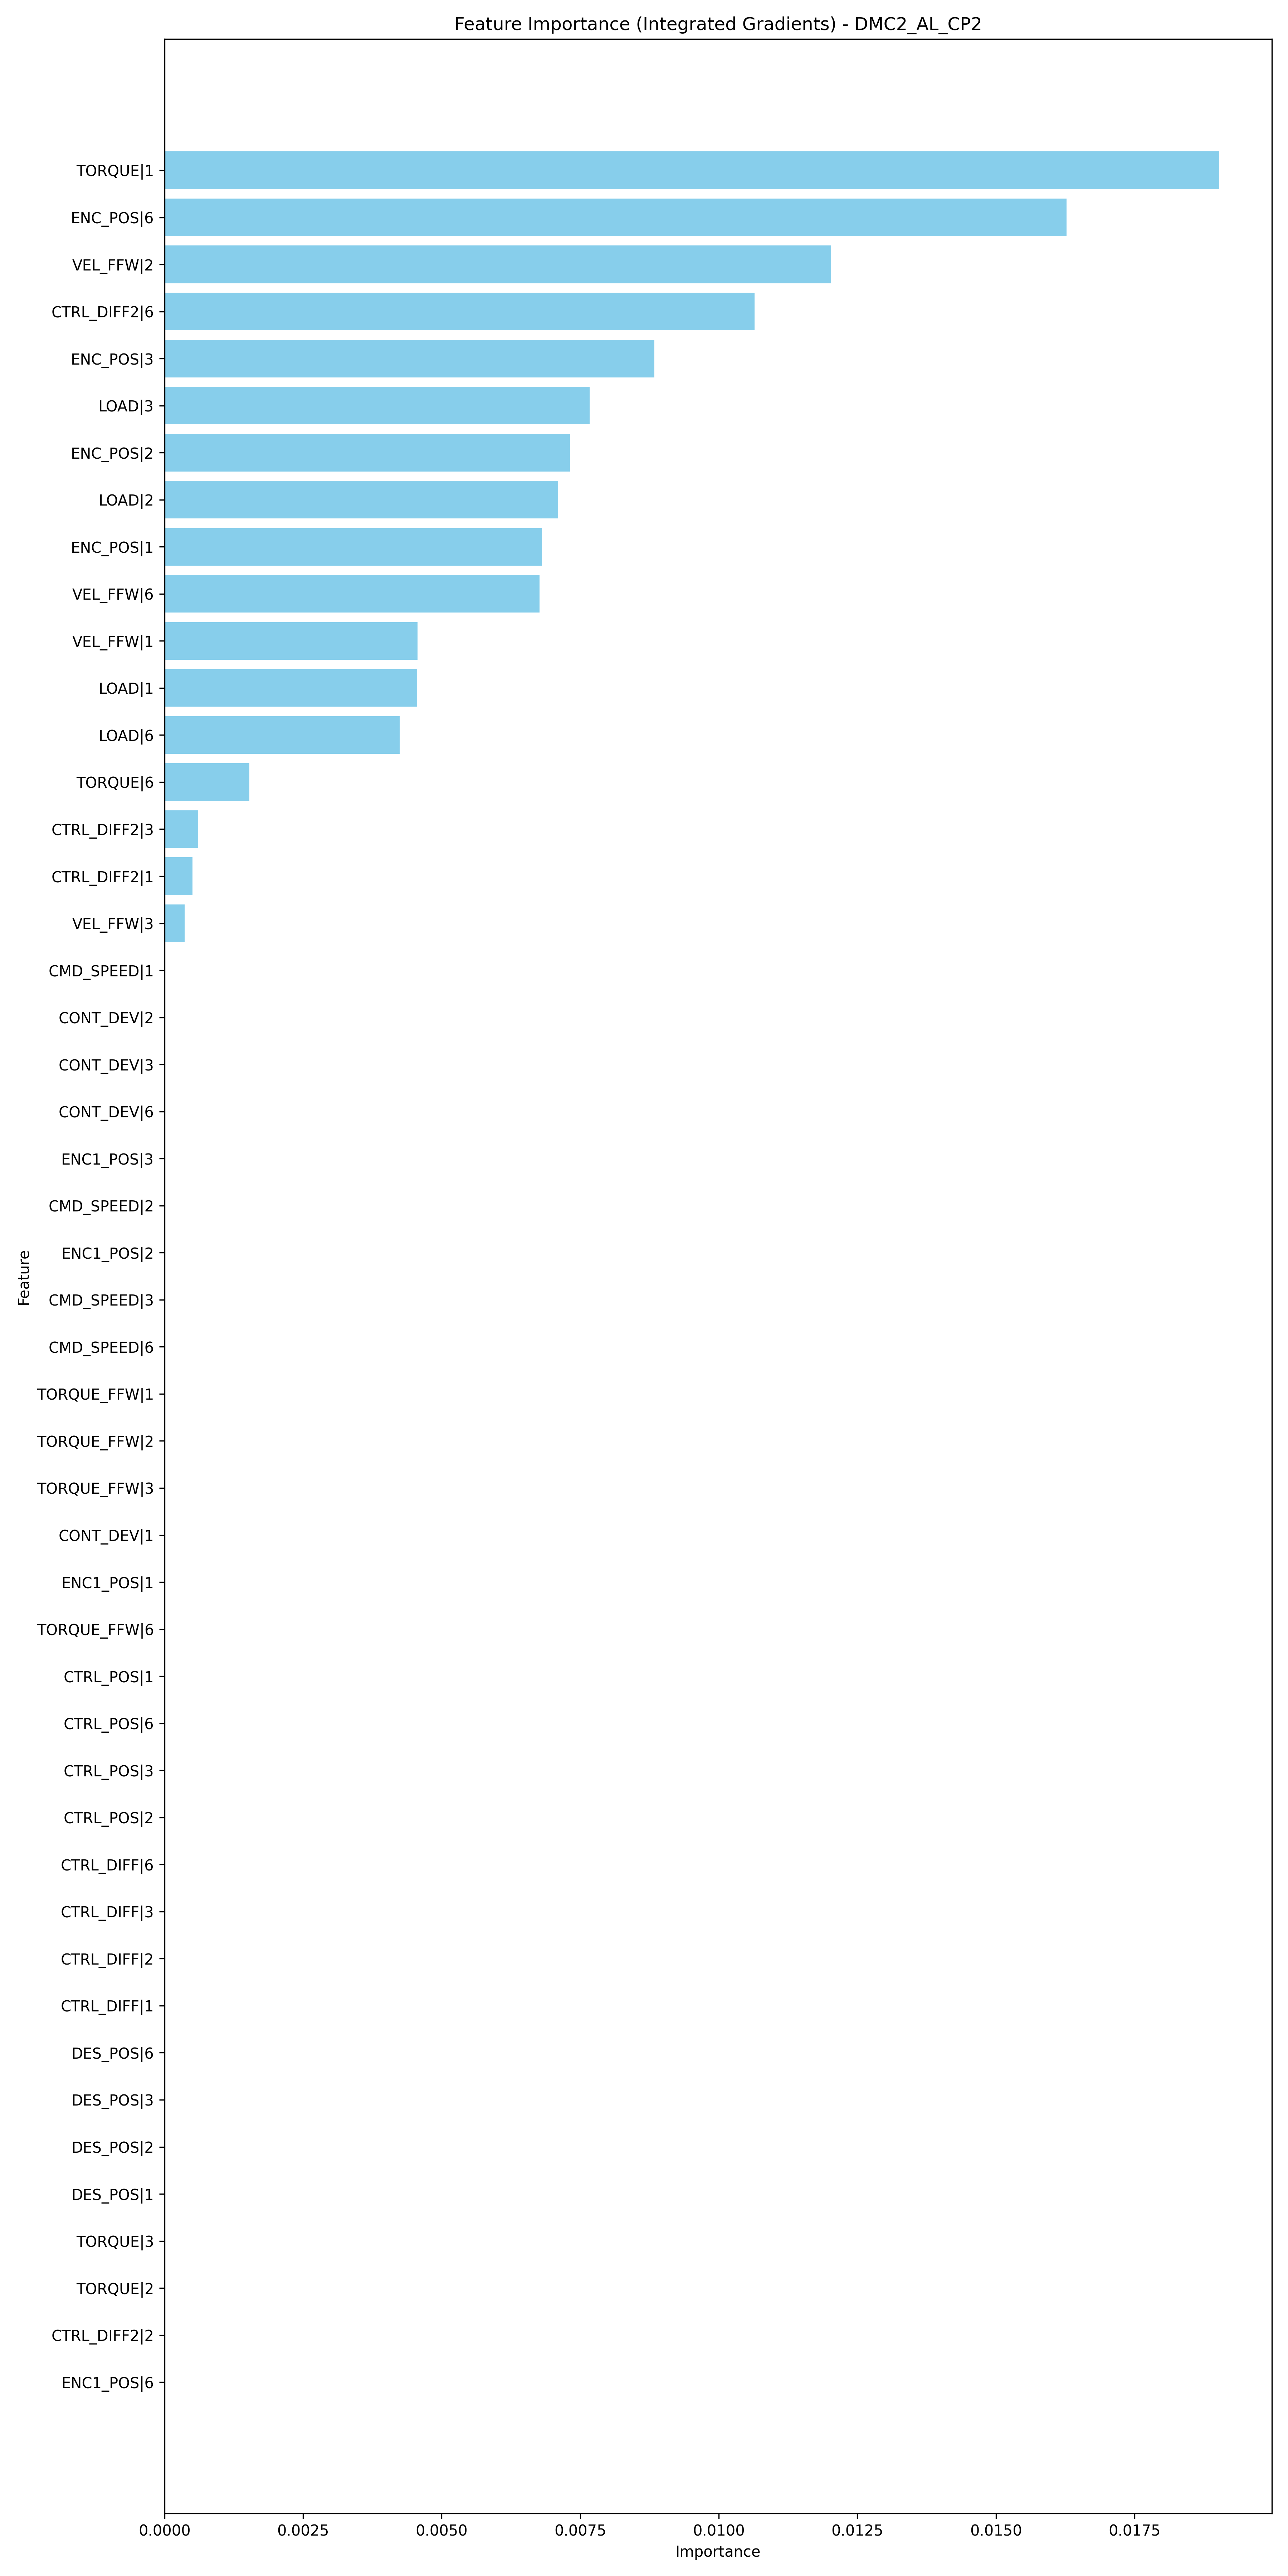 Feature Importance (Integrated Gradients) - DMC2_AL_CP2
TORQUE|1
ENC_POS|6
VEL_FFW|2
CTRL_DIFF2|6
ENC_POS|3
LOAD|3
ENC_POS|2
LOAD|2
ENC_POS|1
VEL_FFW|6
VEL_FFW|1
LOAD|1
LOAD|6
TORQUE|6
CTRL_DIFF2|3
CTRL_DIFF2|1
VEL_FFW|3
CMD_SPEED|1
CONT_DEV|2
CONT_DEV|3
CONT_DEV|6
ENC1_POS|3
CMD_SPEED|2
ENC1_POS|2
CMD_SPEED|3
CMD_SPEED|6
TORQUE_FFW|1
TORQUE_FFW|2
TORQUE_FFW|3
CONT_DEV|1
ENC1_POS|1
TORQUE_FFW|6
CTRL_POS|1
CTRL_POS|6
CTRL_POS|3
CTRL_POS|2
CTRL_DIFF|6
CTRL_DIFF|3
CTRL_DIFF|2
CTRL_DIFF|1
DES_POS|6
DES_POS|3
DES_POS|2
DES_POS|1
TORQUE|3
TORQUE|2
CTRL_DIFF2|2
ENC1_POS|6
Feature
0.0000 0.0025 0.0050 0.0075 0.0100 0.0125 0.0150 0.0175
Importance